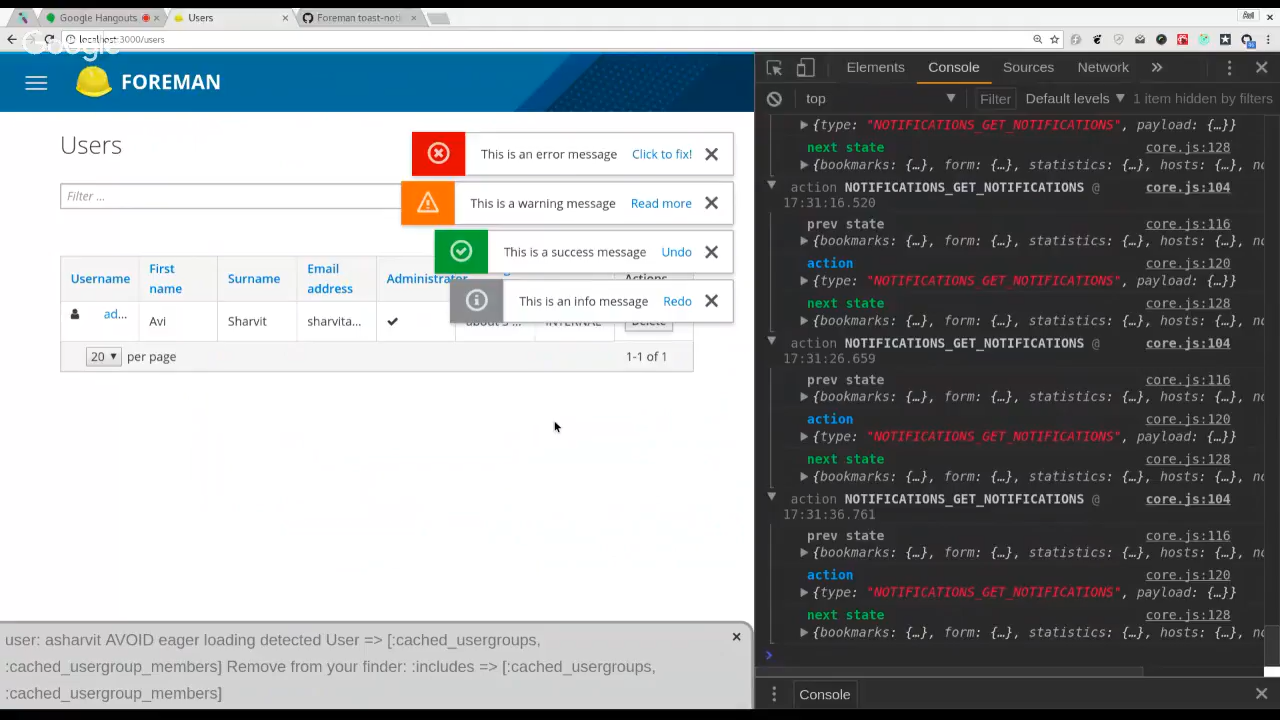 Google Hangouts
Users
Foreman toast-noti
Avi
localhost:3000/users
Google
FOREMAN
Users
Filter ...
This is an error message Click to fix!
This is a warning message Read more
This is a success message Undo
This is an info message Redo
Username First name Surname Email address Administrator Actions
ad... Avi Sharvit sharvita... about 5 ... INTERNAL Delete
20 per page 1-1 of 1
user: asharvit AVOID eager loading detected User => [:cached_usergroups,
:cached_usergroup_members] Remove from your finder: :includes => [:cached_usergroups,
:cached_usergroup_members]
Elements Console Sources Network
top Filter Default levels 1 item hidden by filters
{type: "NOTIFICATIONS_GET_NOTIFICATIONS", payload: {…}}
next state core.js:128
{bookmarks: {…}, form: {…}, statistics: {…}, hosts: {…}, no
action NOTIFICATIONS_GET_NOTIFICATIONS @ core.js:104
17:31:16.520
prev state core.js:116
{bookmarks: {…}, form: {…}, statistics: {…}, hosts: {…}, no
action core.js:120
{type: "NOTIFICATIONS_GET_NOTIFICATIONS", payload: {…}}
next state core.js:128
{bookmarks: {…}, form: {…}, statistics: {…}, hosts: {…}, no
action NOTIFICATIONS_GET_NOTIFICATIONS @ core.js:104
17:31:26.659
prev state core.js:116
{bookmarks: {…}, form: {…}, statistics: {…}, hosts: {…}, no
action core.js:120
{type: "NOTIFICATIONS_GET_NOTIFICATIONS", payload: {…}}
next state core.js:128
{bookmarks: {…}, form: {…}, statistics: {…}, hosts: {…}, no
action NOTIFICATIONS_GET_NOTIFICATIONS @ core.js:104
17:31:36.761
prev state core.js:116
{bookmarks: {…}, form: {…}, statistics: {…}, hosts: {…}, no
action core.js:120
{type: "NOTIFICATIONS_GET_NOTIFICATIONS", payload: {…}}
next state core.js:128
{bookmarks: {…}, form: {…}, statistics: {…}, hosts: {…}, no
Console